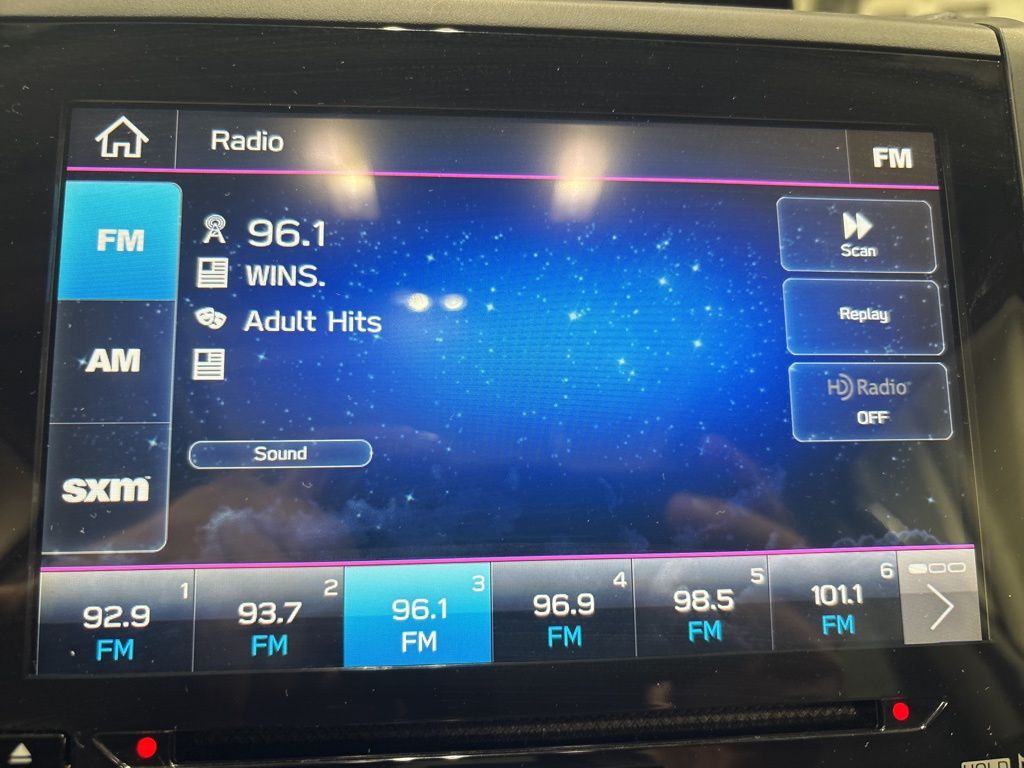 Radio
FM
FM
96.1
WINS.
Adult Hits
Scan
Replay
HD Radio
OFF
AM
sxm
Sound
1
92.9
FM
2
93.7
FM
3
96.1
FM
4
96.9
FM
5
98.5
FM
6
101.1
FM
HOLD